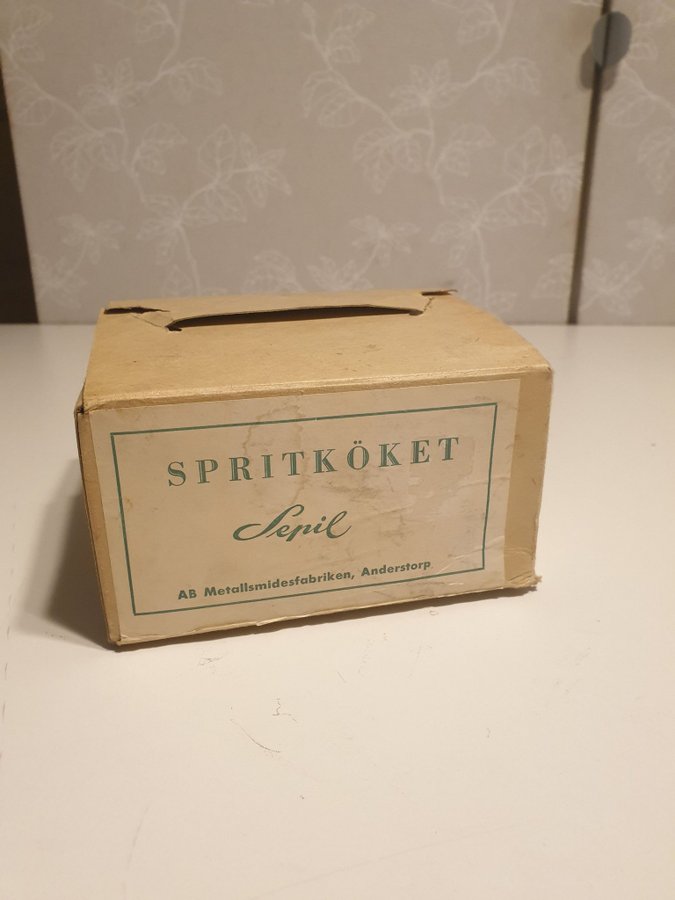 SPRITKÖKET
Sepil
AB Metallsmidesfabriken, Anderstorp